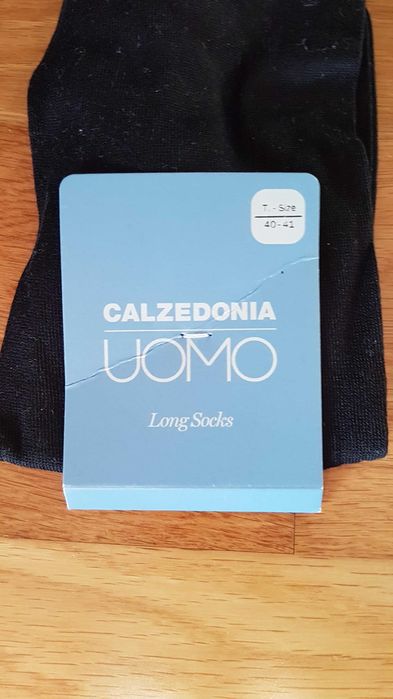 T. - Size
40-41
CALZEDONIA
UOMO
Long Socks